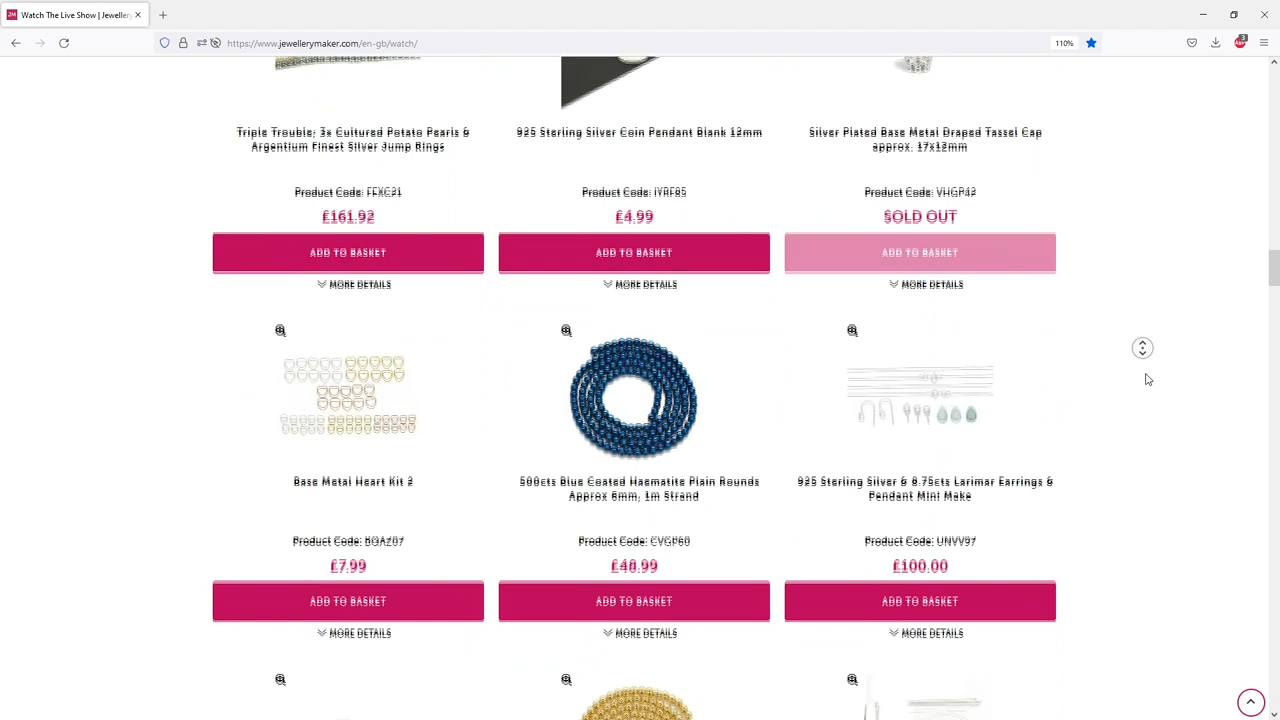 Watch The Live Show | Jewellery
https://www.jewellerymaker.com/en-gb/watch/
110%
3
Triple Trouble; 3x Cultured Potato Pearls &
Argentium Finest Silver Jump Rings
Product Code: FFXC21
£161.92
ADD TO BASKET
MORE DETAILS
925 Sterling Silver Coin Pendant Blank 12mm
Product Code: IYRF85
£4.99
ADD TO BASKET
MORE DETAILS
Silver Plated Base Metal Draped Tassel Cap
approx. 17x12mm
Product Code: VHGP42
SOLD OUT
ADD TO BASKET
MORE DETAILS
Base Metal Heart Kit 2
Product Code: BQAZ07
£7.99
ADD TO BASKET
MORE DETAILS
500cts Blue Coated Haematite Plain Rounds
Approx 6mm, 1m Strand
Product Code: CVGP60
£48.99
ADD TO BASKET
MORE DETAILS
925 Sterling Silver & 8.75cts Larimar Earrings &
Pendant Mini Make
Product Code: UNVV97
£100.00
ADD TO BASKET
MORE DETAILS